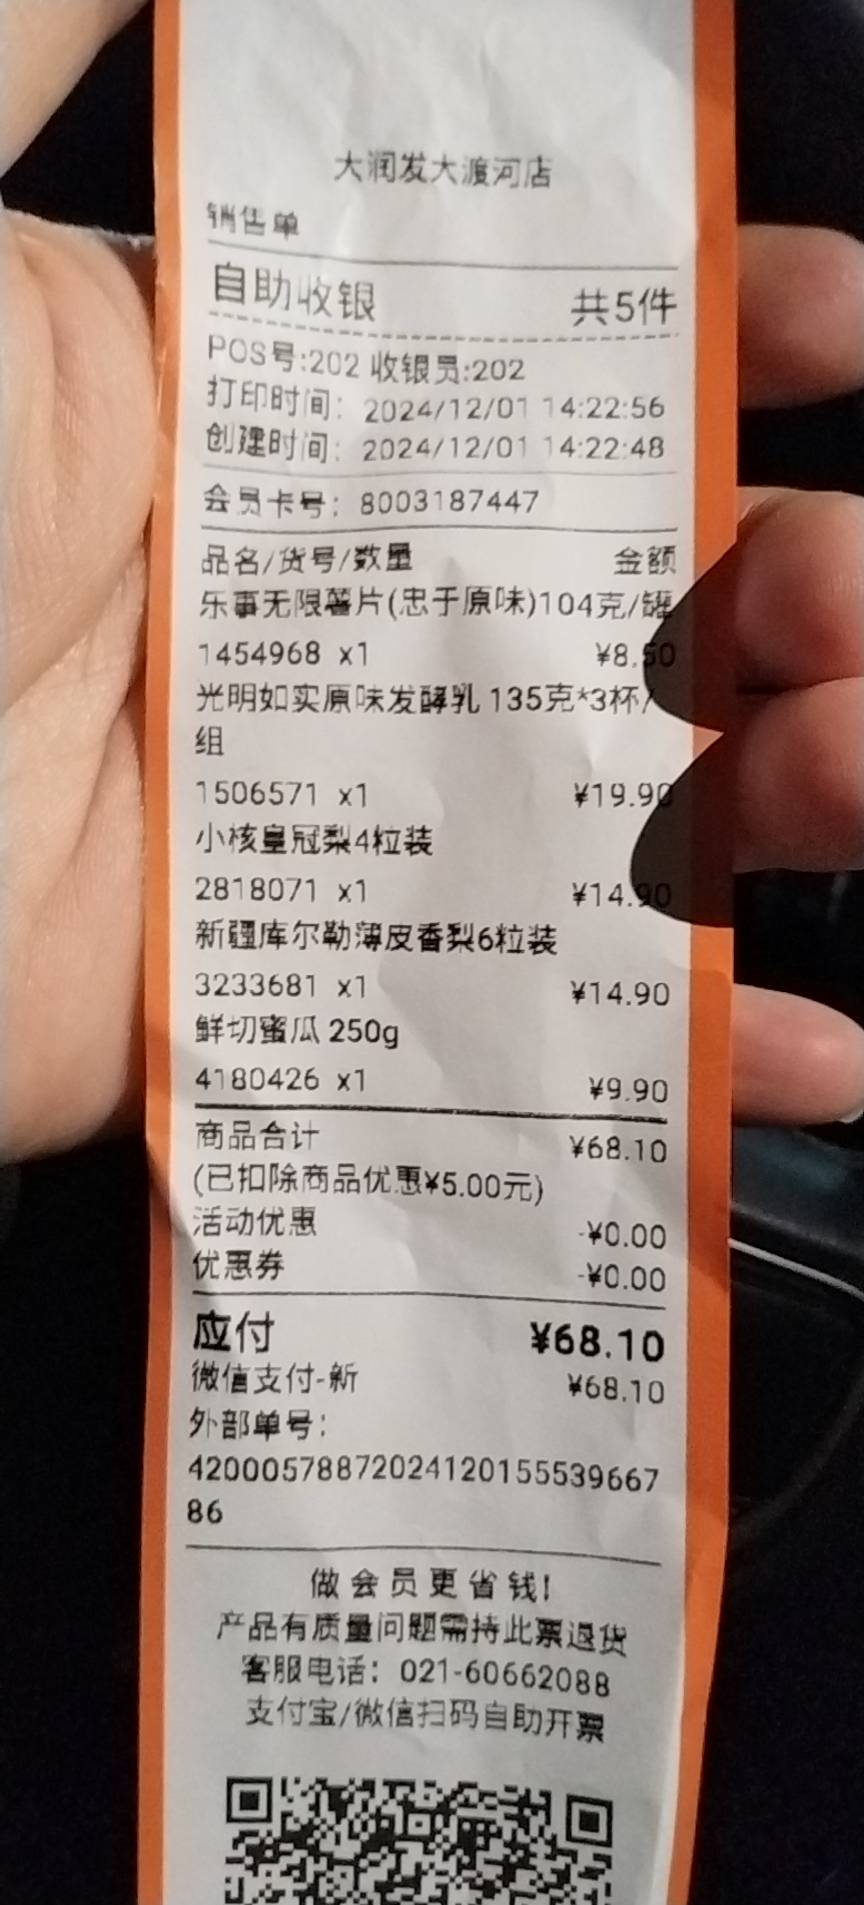 大润发大渡河店
销售单
自助收银 共5件
POS号:202 收银员:202
打印时间：2024/12/01 14:22:56
创建时间：2024/12/01 14:22:48
会员卡号：8003187447
品名/货号/数量 金额
乐事无限薯片(忠于原味)104克/罐
1454968 x1 ¥8.50
光明如实原味发酵乳 135克*3杯/
组
1506571 x1 ¥19.90
小核皇冠梨4粒装
2818071 x1 ¥14.90
新疆库尔勒薄皮香梨6粒装
3233681 x1 ¥14.90
鲜切蜜瓜 250g
4180426 x1 ¥9.90
商品合计 ¥68.10
(已扣除商品优惠¥5.00元)
活动优惠 -¥0.00
优惠券 -¥0.00
应付 ¥68.10
微信支付-新 ¥68.10
外部单号：
42000578872024120155539667
86
做会员更省钱!
产品有质量问题需持此票退货
客服电话：021-60662088
支付宝/微信扫码自助开票